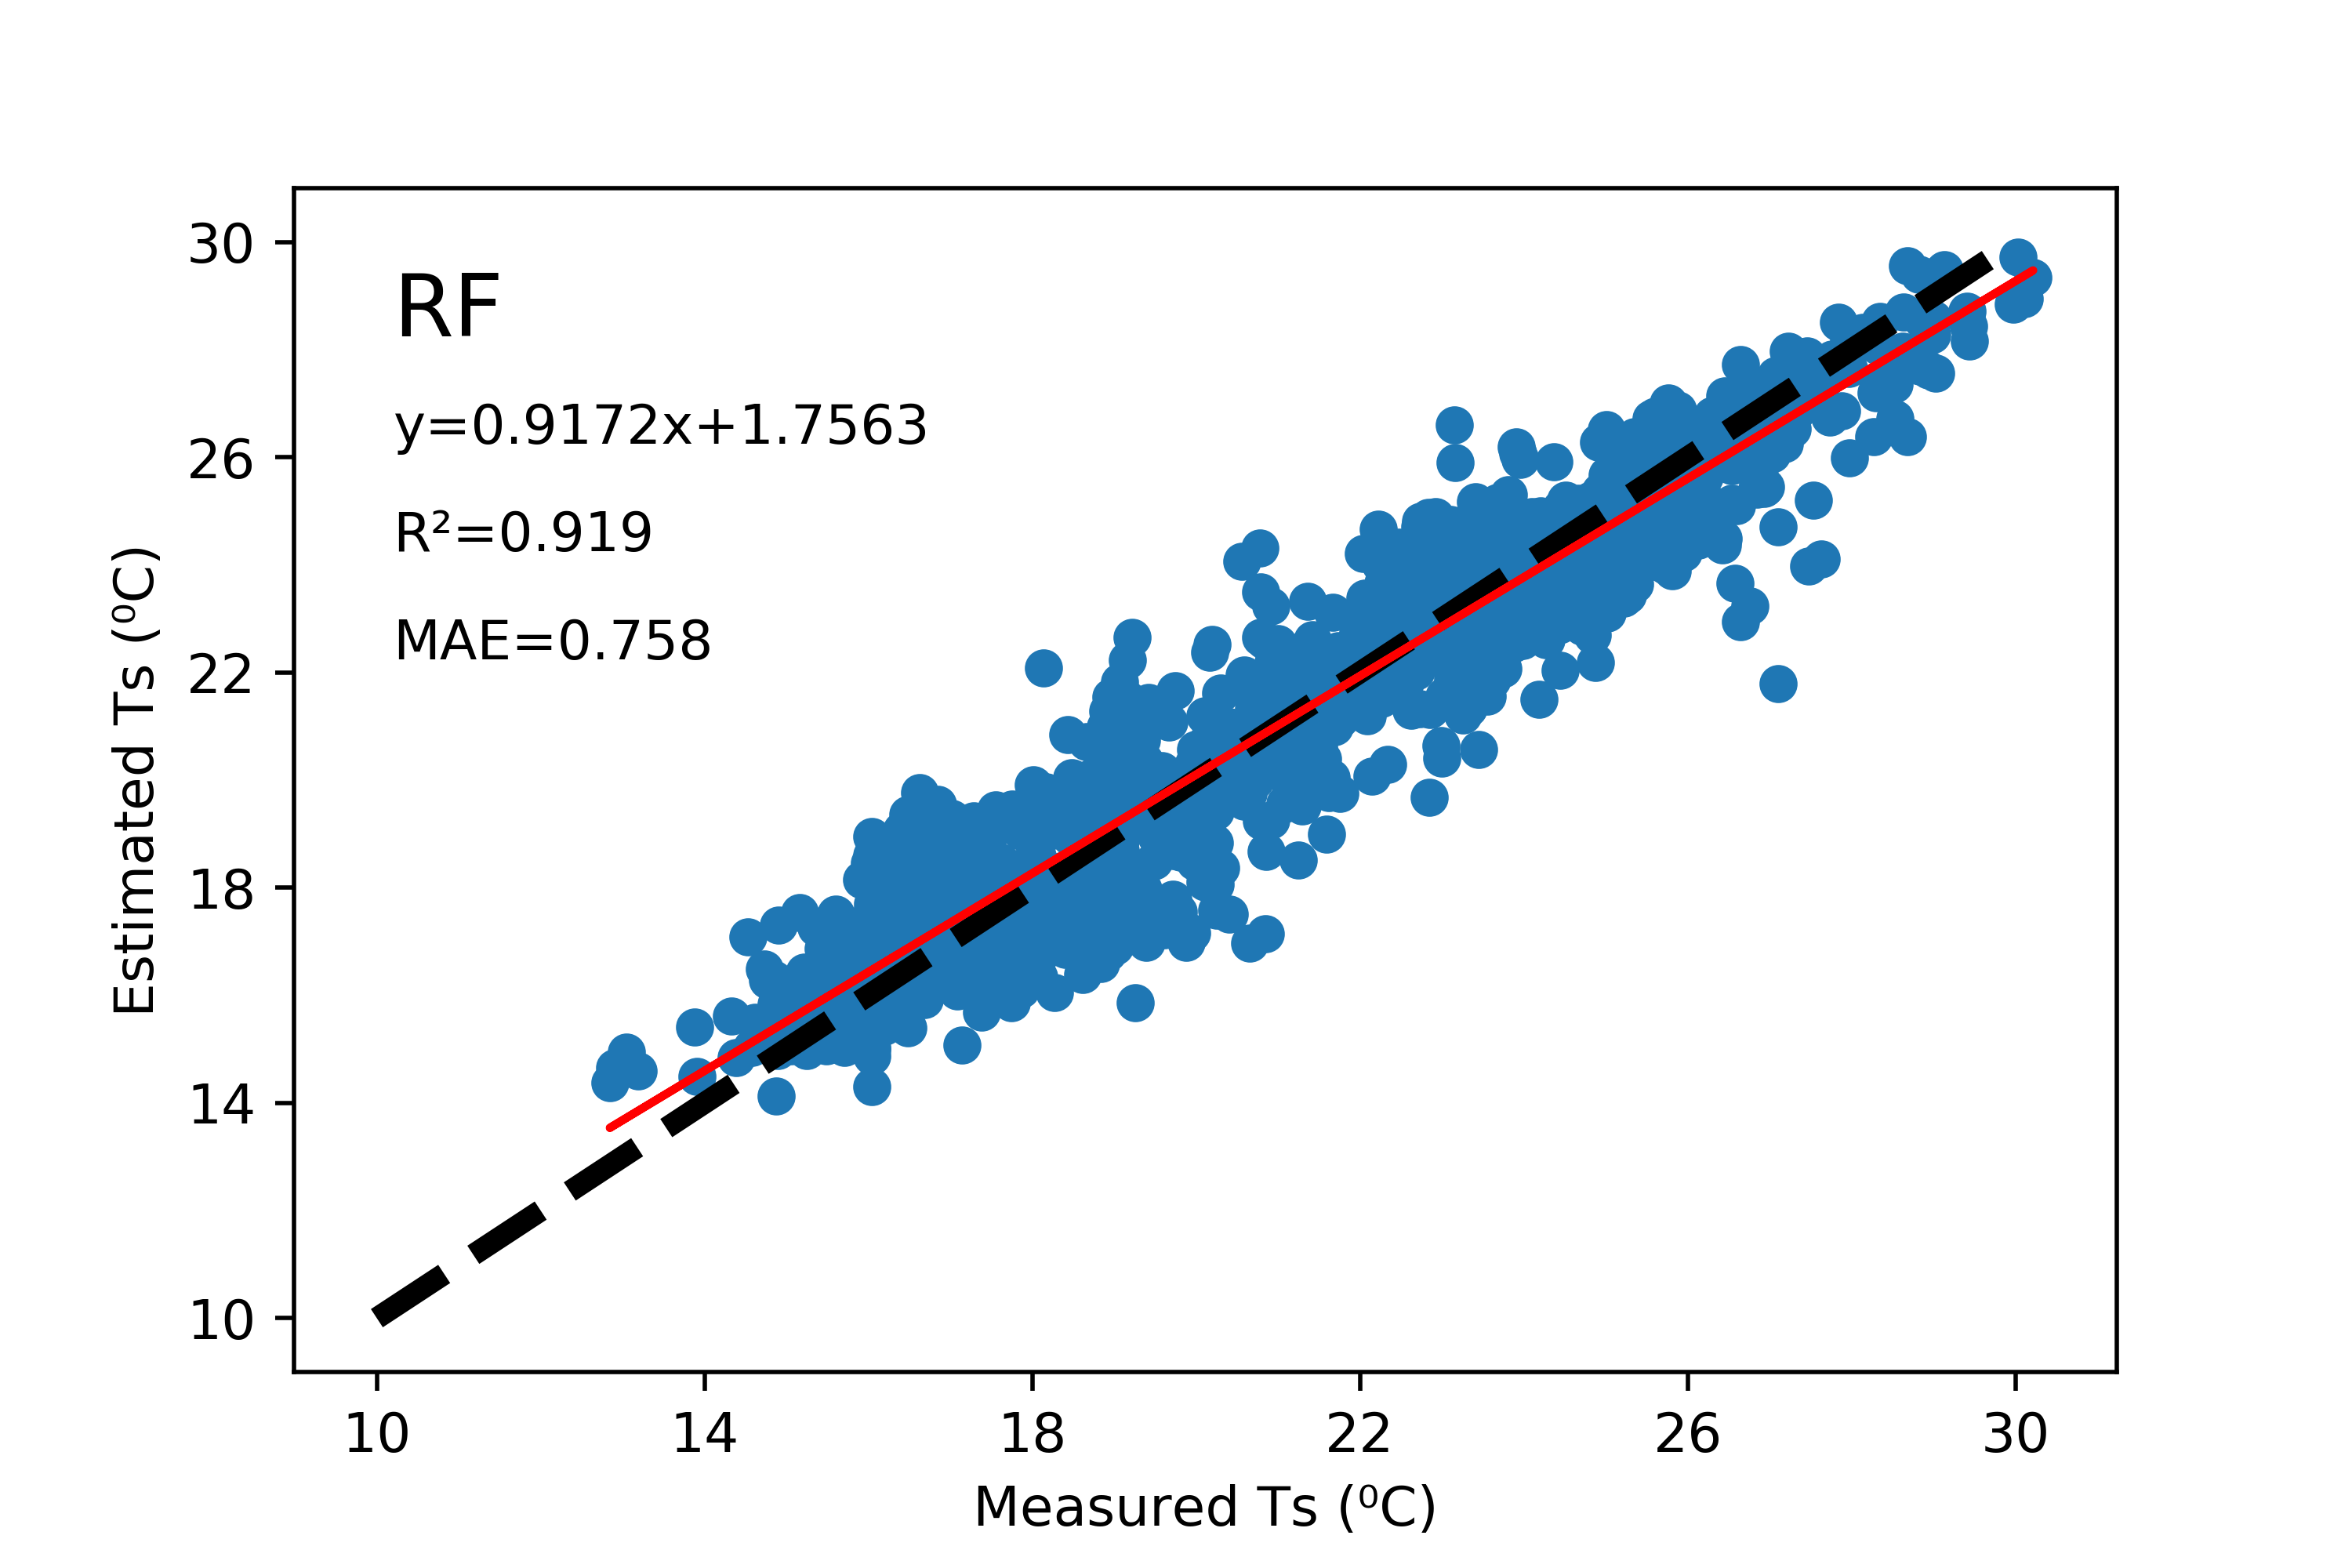 RF
y=0.9172x+1.7563
R²=0.919
MAE=0.758
30
26
22
18
14
10
Estimated Ts (⁰C)
10 14 18 22 26 30
Measured Ts (⁰C)